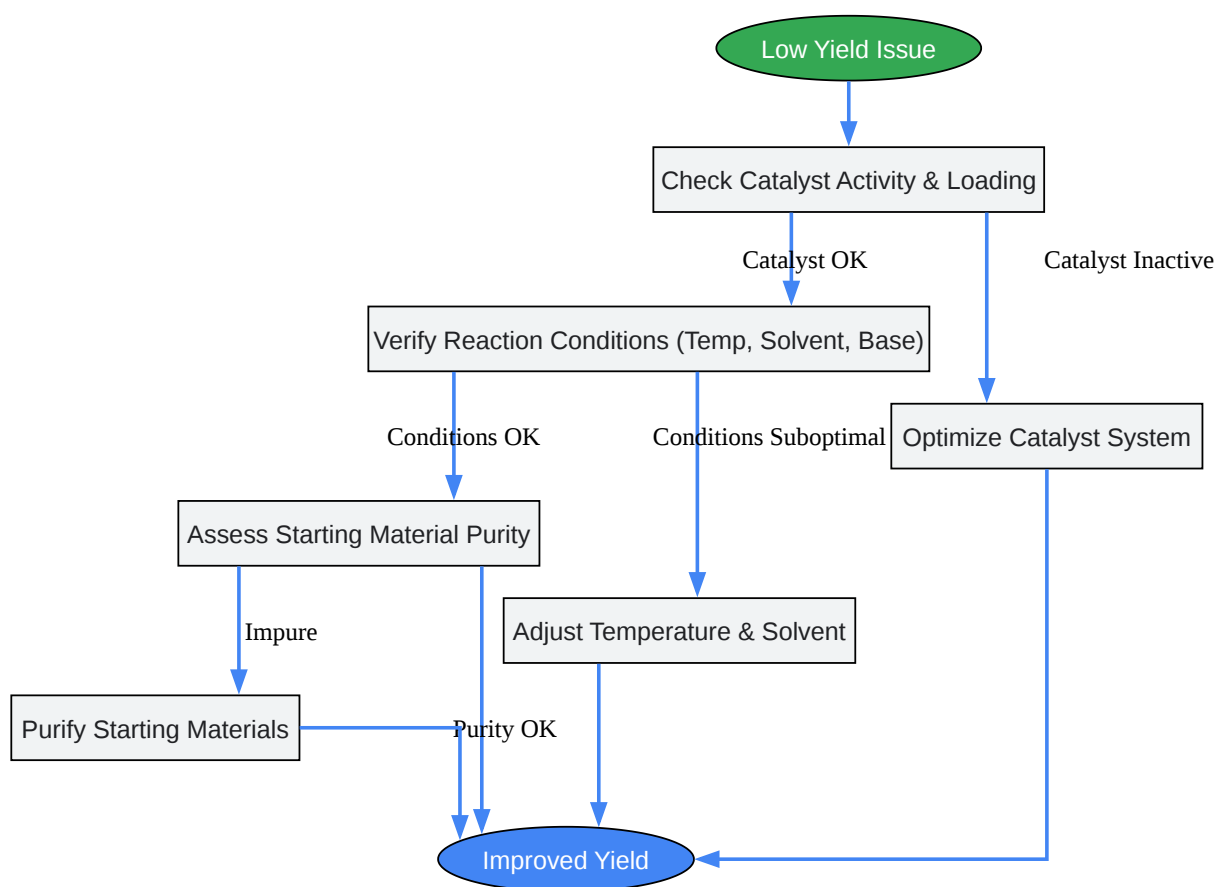 Low Yield Issue
Check Catalyst Activity & Loading
Catalyst OK
Catalyst Inactive
Verify Reaction Conditions (Temp, Solvent, Base)
Conditions OK
Conditions Suboptimal
Optimize Catalyst System
Assess Starting Material Purity
Impure
Adjust Temperature & Solvent
Purify Starting Materials
Purity OK
Improved Yield